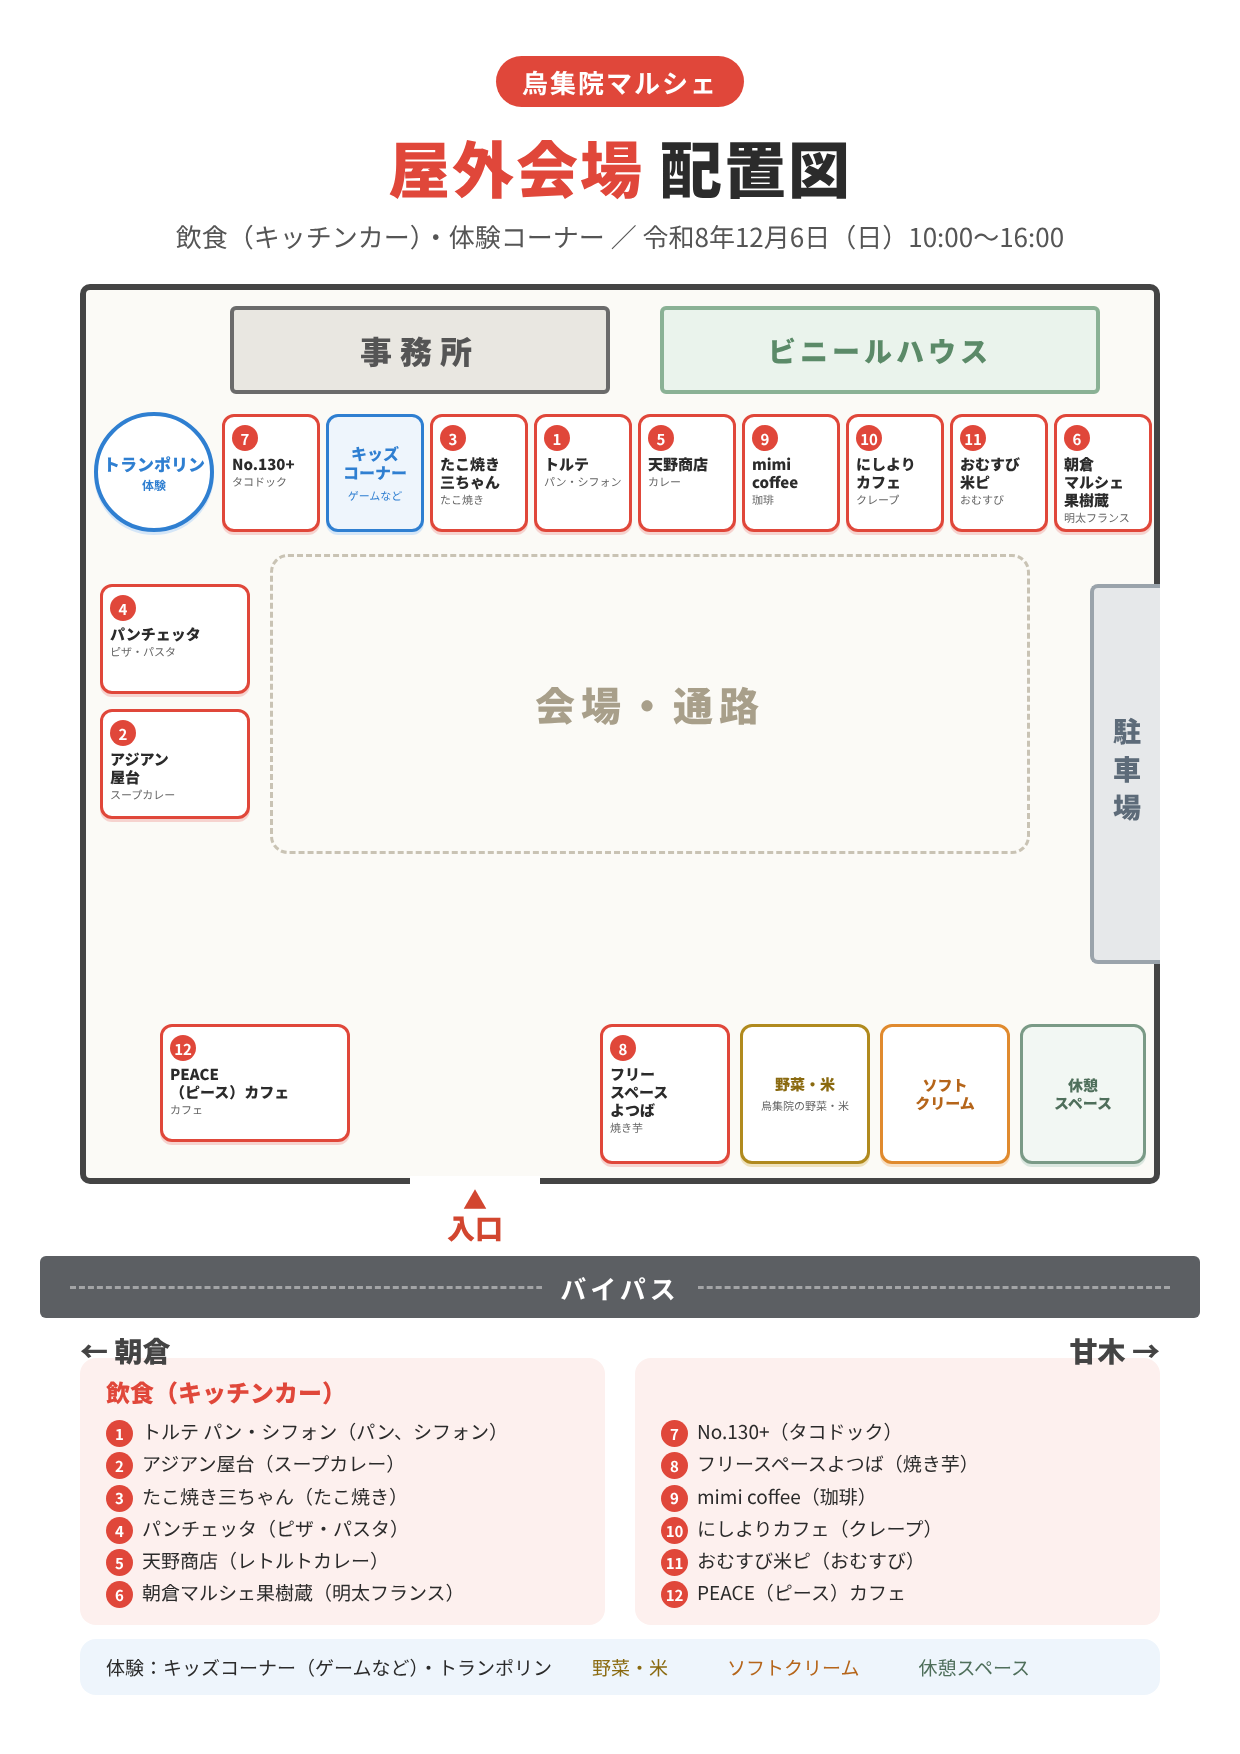 鳥集院マルシェ
屋外会場 配置図
飲食（キッチンカー）・体験コーナー ／ 令和8年12月6日（日）10:00〜16:00
事務所
ビニールハウス
トランポリン
体験
7
No.130+
タコドック
キッズ
コーナー
ゲームなど
3
たこ焼き
三ちゃん
たこ焼き
1
トルテ
パン・シフォン
5
天野商店
カレー
9
mimi
coffee
珈琲
10
にしより
カフェ
クレープ
11
おむすび
米ピ
おむすび
6
朝倉
マルシェ
果樹蔵
明太フランス
4
パンチェッタ
ピザ・パスタ
2
アジアン
屋台
スープカレー
会場・通路
駐車場
12
PEACE
（ピース）カフェ
カフェ
8
フリー
スペース
よつば
焼き芋
野菜・米
鳥集院の野菜・米
ソフト
クリーム
休憩
スペース
▲
入口
バイパス
← 朝倉
甘木 →
飲食（キッチンカー）
1 トルテ パン・シフォン（パン、シフォン）
2 アジアン屋台（スープカレー）
3 たこ焼き三ちゃん（たこ焼き）
4 パンチェッタ（ピザ・パスタ）
5 天野商店（レトルトカレー）
6 朝倉マルシェ果樹蔵（明太フランス）
7 No.130+（タコドック）
8 フリースペースよつば（焼き芋）
9 mimi coffee（珈琲）
10 にしよりカフェ（クレープ）
11 おむすび米ピ（おむすび）
12 PEACE（ピース）カフェ
体験：キッズコーナー（ゲームなど）・トランポリン 野菜・米 ソフトクリーム 休憩スペース